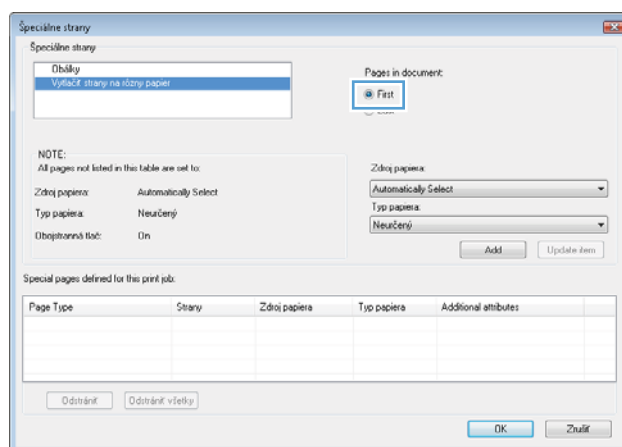 Špeciálne strany
Špeciálne strany
Obálky
Vytlačiť strany na rôzny papier
Pages in document:
First
NOTE:
All pages not listed in this table are set to:
Zdroj papiera: Automatically Select
Typ papiera: Neurčený
Obojstranná tlač: On
Zdroj papiera:
Automatically Select
Typ papiera:
Neurčený
Add Update item
Special pages defined for this print job:
Page Type Strany Zdroj papiera Typ papiera Additional attributes
Odstrániť Odstrániť všetky
OK Zrušiť